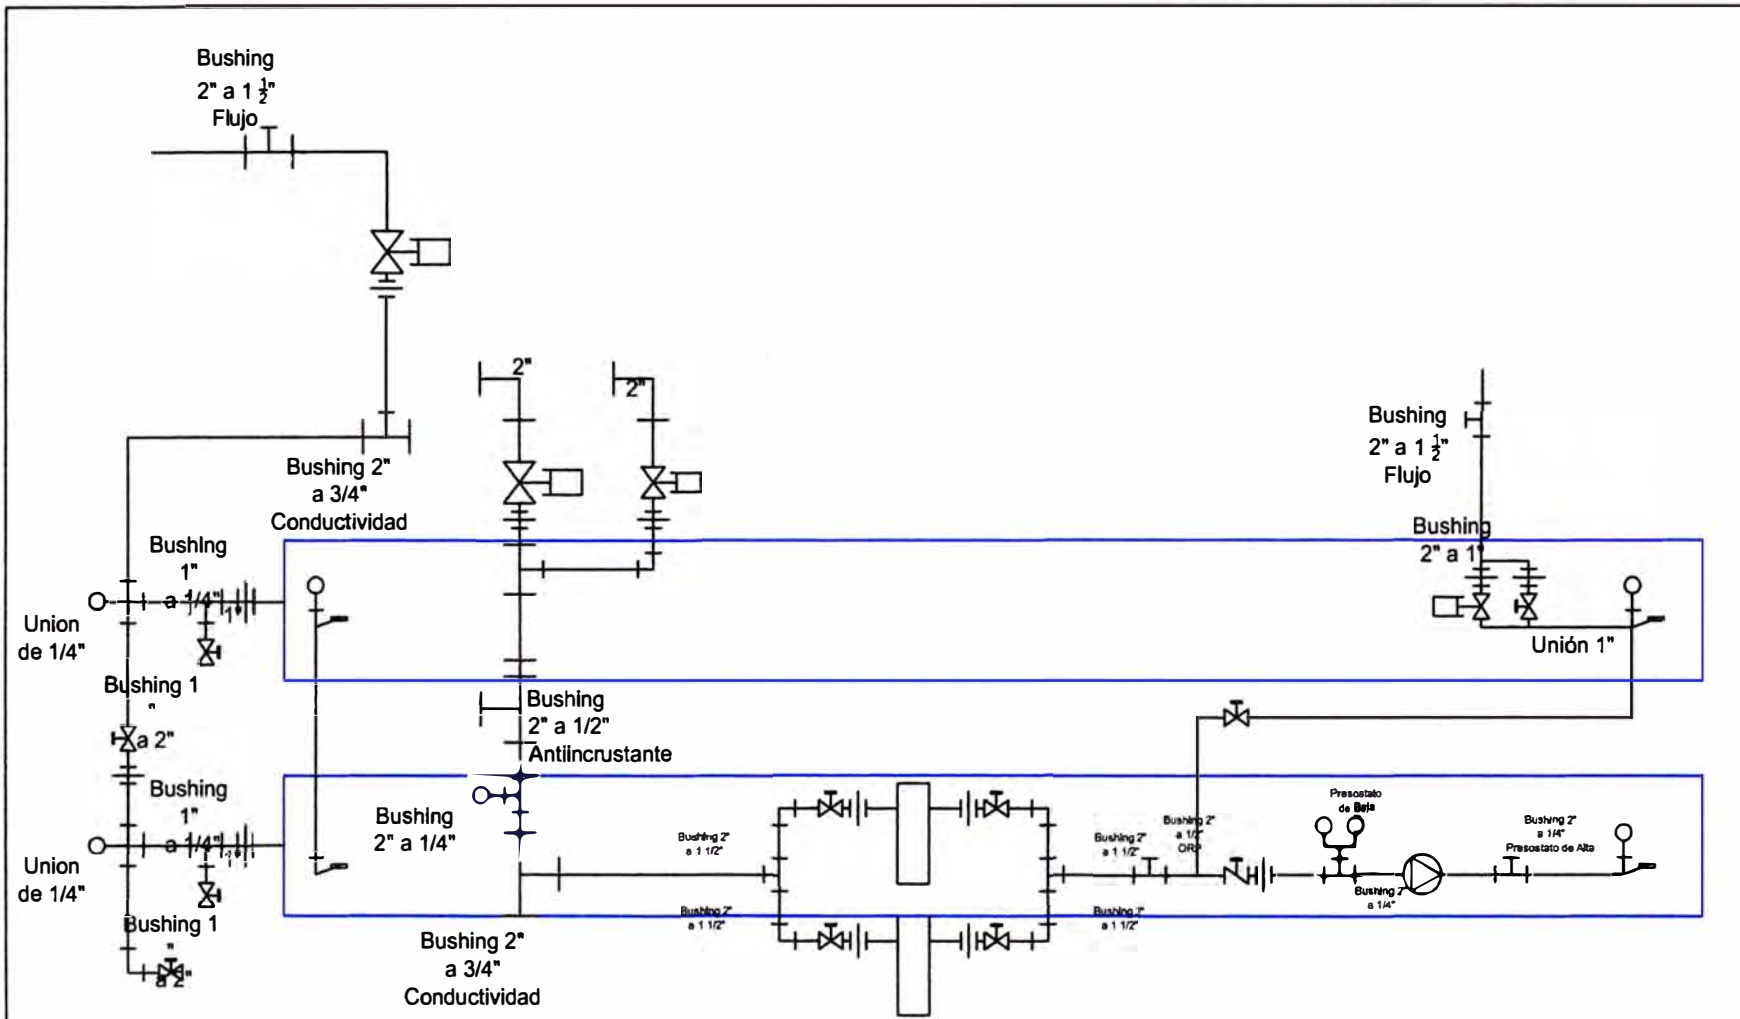 Bushing
2" a 1 1/2"
Flujo
2"
2"
Bushing
2" a 1 1/2"
Flujo
Bushing 2"
a 3/4"
Conductividad
Bushing
2" a 1"
Bushing
1"
a 1/4"
1"
Union
de 1/4"
Unión 1"
Bushing 1
"
a 2"
Bushing
2" a 1/2"
Antiincrustante
Bushing
1"
a 1/4"
1"
Union
de 1/4"
Bushing
2" a 1/4"
Bushing 2"
a 1 1/2"
Bushing 2"
a 1 1/2"
Bushing 2"
a 1/2"
ORP
Presostato
de Baja
Bushing 2"
a 1/4"
Presostato de Alta
Bushing 2"
a 1/4"
Bushing 2"
a 1 1/2"
Bushing 2"
a 1 1/2"
Bushing 1
"
a 2"
Bushing 2"
a 3/4"
Conductividad